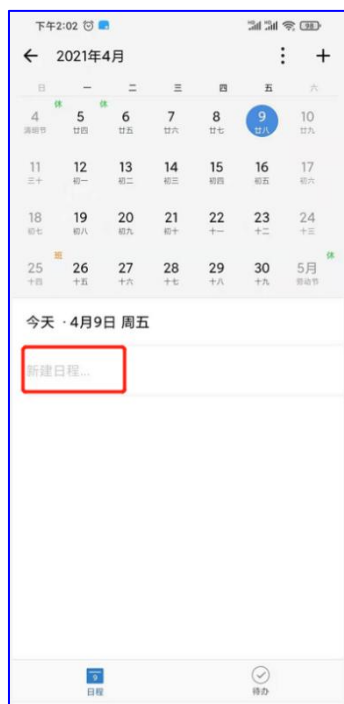 下午2:02 98
2021年4月
日 一 二 三 四 五 六
休 休
4 5 6 7 8 9 10
清明节 廿四 廿五 廿六 廿七 廿八 廿九
11 12 13 14 15 16 17
三十 初一 初二 初三 初四 初五 初六
18 19 20 21 22 23 24
初七 初八 初九 初十 十一 十二 十三
班 休
25 26 27 28 29 30 5月
十四 十五 十六 十七 十八 十九 劳动节
今天 · 4月9日 周五
新建日程...
9
日程 待办